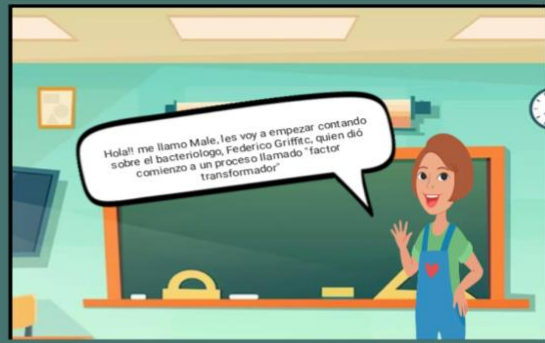 Hola!! me llamo Male, les voy a empezar contando
sobre el bacteriologo, Federico Griffitc, quien dió
comienzo a un proceso llamado "factor
transformador"